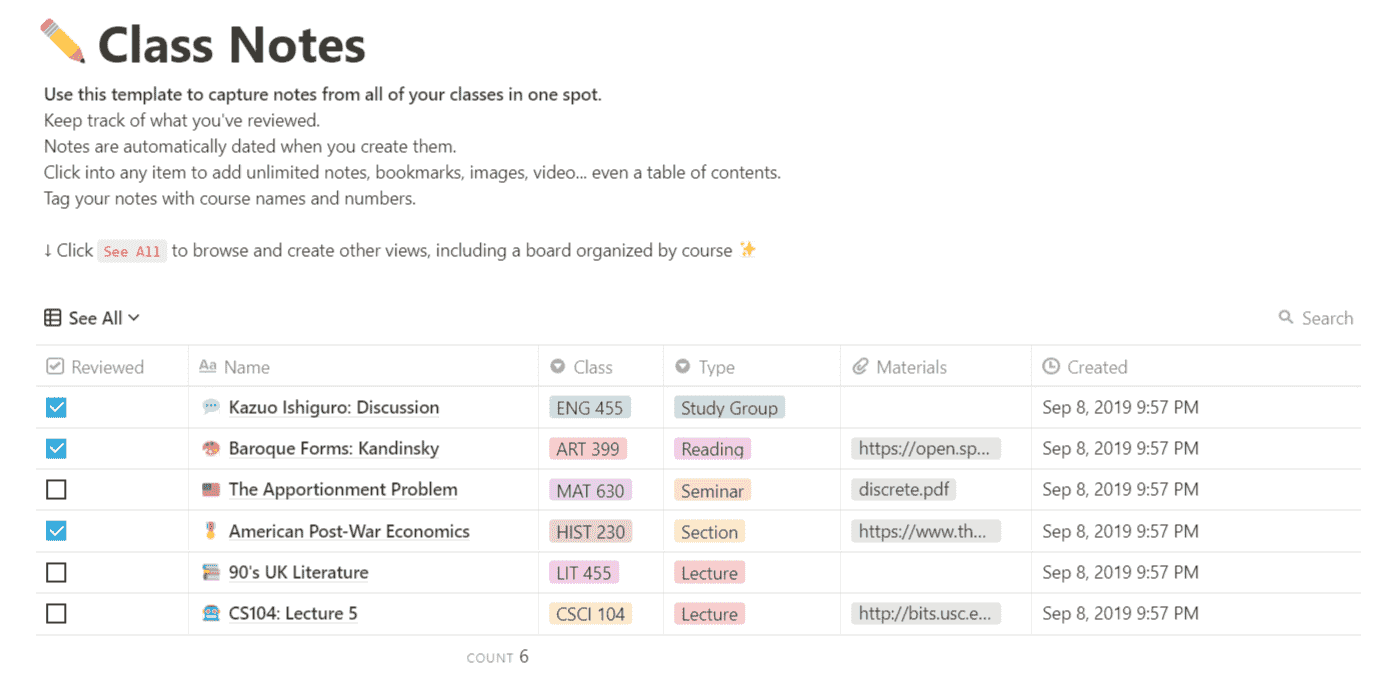 Class Notes
Use this template to capture notes from all of your classes in one spot.
Keep track of what you've reviewed.
Notes are automatically dated when you create them.
Click into any item to add unlimited notes, bookmarks, images, video... even a table of contents.
Tag your notes with course names and numbers.
↓ Click See All to browse and create other views, including a board organized by course ✨
See All Search
Reviewed Aa Name Class Type Materials Created
Kazuo Ishiguro: Discussion ENG 455 Study Group Sep 8, 2019 9:57 PM
Baroque Forms: Kandinsky ART 399 Reading https://open.sp... Sep 8, 2019 9:57 PM
The Apportionment Problem MAT 630 Seminar discrete.pdf Sep 8, 2019 9:57 PM
American Post-War Economics HIST 230 Section https://www.th... Sep 8, 2019 9:57 PM
90's UK Literature LIT 455 Lecture Sep 8, 2019 9:57 PM
CS104: Lecture 5 CSCI 104 Lecture http://bits.usc.e... Sep 8, 2019 9:57 PM
COUNT 6